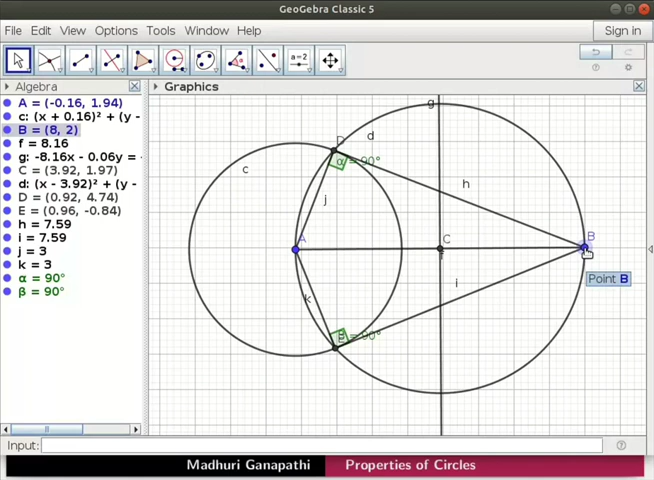 GeoGebra Classic 5
File Edit View Options Tools Window Help
Sign in
a=2
Algebra
Graphics
A = (-0.16, 1.94)
c: (x + 0.16)² + (y -
B = (8, 2)
f = 8.16
g: -8.16x - 0.06y = -
C = (3.92, 1.97)
d: (x - 3.92)² + (y -
D = (0.92, 4.74)
E = (0.96, -0.84)
h = 7.59
i = 7.59
j = 3
k = 3
α = 90°
β = 90°
g
D
d
c
α = 90°
h
j
A
C
B
f
Point B
i
k
E
= 90°
Input:
Madhuri Ganapathi
Properties of Circles